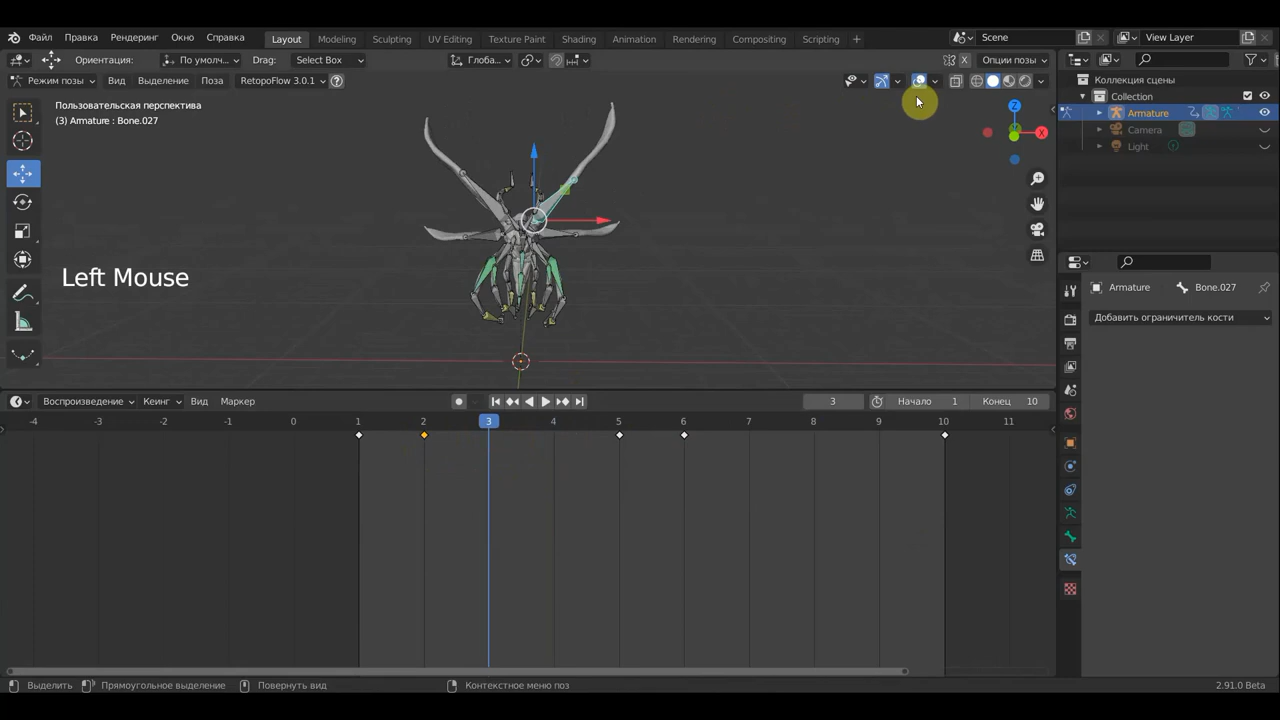 Файл Правка Рендеринг Окно Справка Layout Modeling Sculpting UV Editing Texture Paint Shading Animation Rendering Compositing Scripting + Scene View Layer
Ориентация: По умолч... Drag: Select Box Глоба... X Опции позы
Режим позы Вид Выделение Поза RetopoFlow 3.0.1 ?
Пользовательская перспектива
(3) Armature : Bone.027
Z
X
Left Mouse
Коллекция сцены
Collection
Armature
Camera
Light
Armature Bone.027
Добавить ограничитель кости
Воспроизведение Кеинг Вид Маркер 3 Начало 1 Конец 10
-4 -3 -2 -1 0 1 2 3 4 5 6 7 8 9 10 11
Выделить Прямоугольное выделение Повернуть вид Контекстное меню поз 2.91.0 Beta